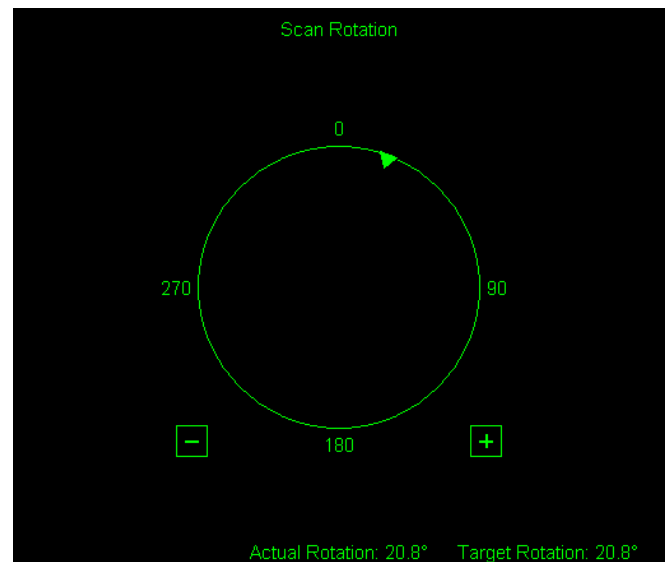 Scan Rotation
0
270 90
− +
180
Actual Rotation: 20.8° Target Rotation: 20.8°